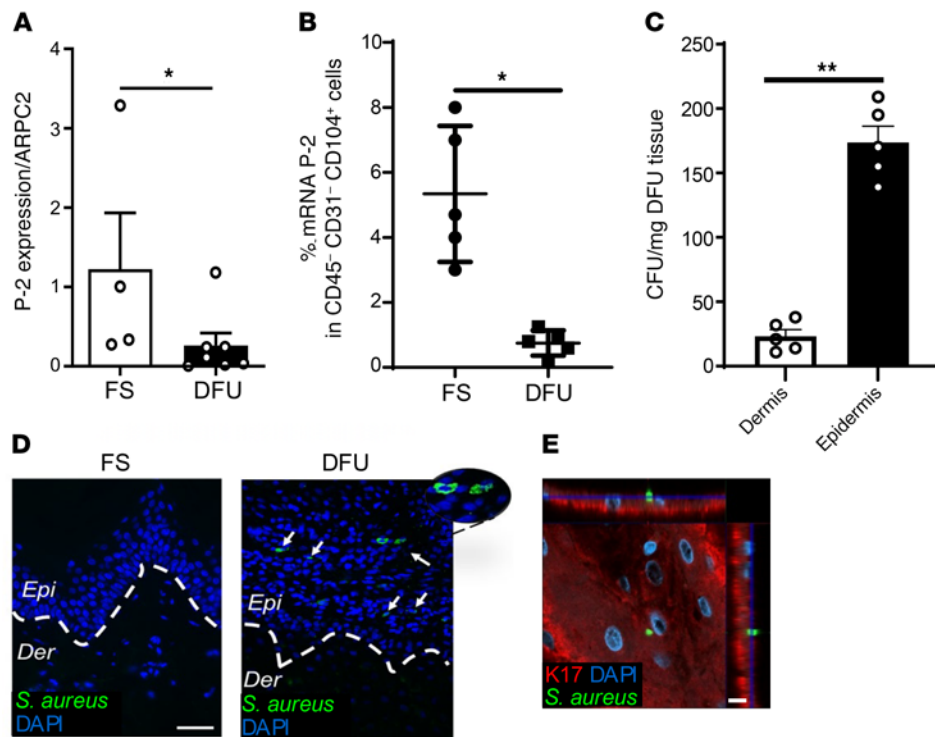 A
P-2 expression/ARPC2
4
3
2
1
0
*
FS
DFU
B
%.mRNA P-2
in CD45⁻ CD31⁻ CD104⁺ cells
10
8
6
4
2
0
*
FS
DFU
C
CFU/mg DFU tissue
250
200
150
100
50
0
**
Dermis
Epidermis
D
FS
Epi
Der
S. aureus
DAPI
DFU
Epi
Der
S. aureus
DAPI
E
K17 DAPI
S. aureus